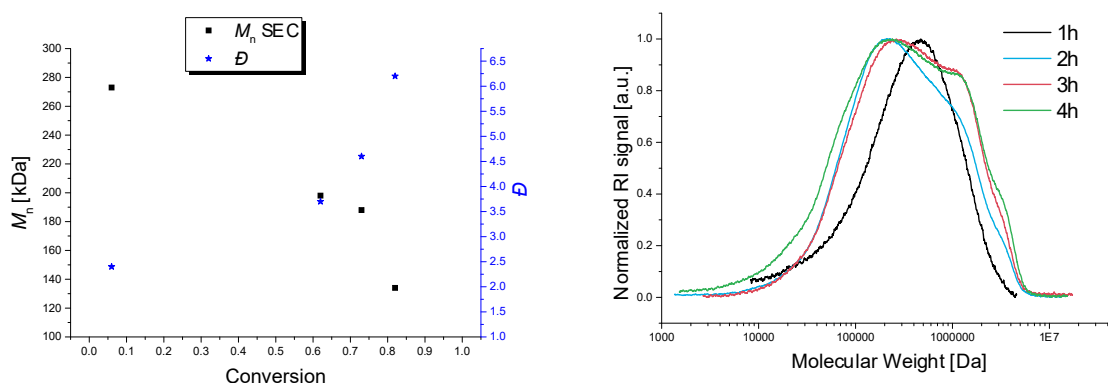 Mn SEC
Đ
300
280
260
240
220
200
180
160
140
120
100
Mn [kDa]
6.5
6.0
5.5
5.0
4.5
4.0
3.5
3.0
2.5
2.0
1.5
1.0
Đ
0.0 0.1 0.2 0.3 0.4 0.5 0.6 0.7 0.8 0.9 1.0
Conversion
1h
2h
3h
4h
1.0
0.8
0.6
0.4
0.2
0.0
Normalized RI signal [a.u.]
1000 10000 100000 1000000 1E7
Molecular Weight [Da]